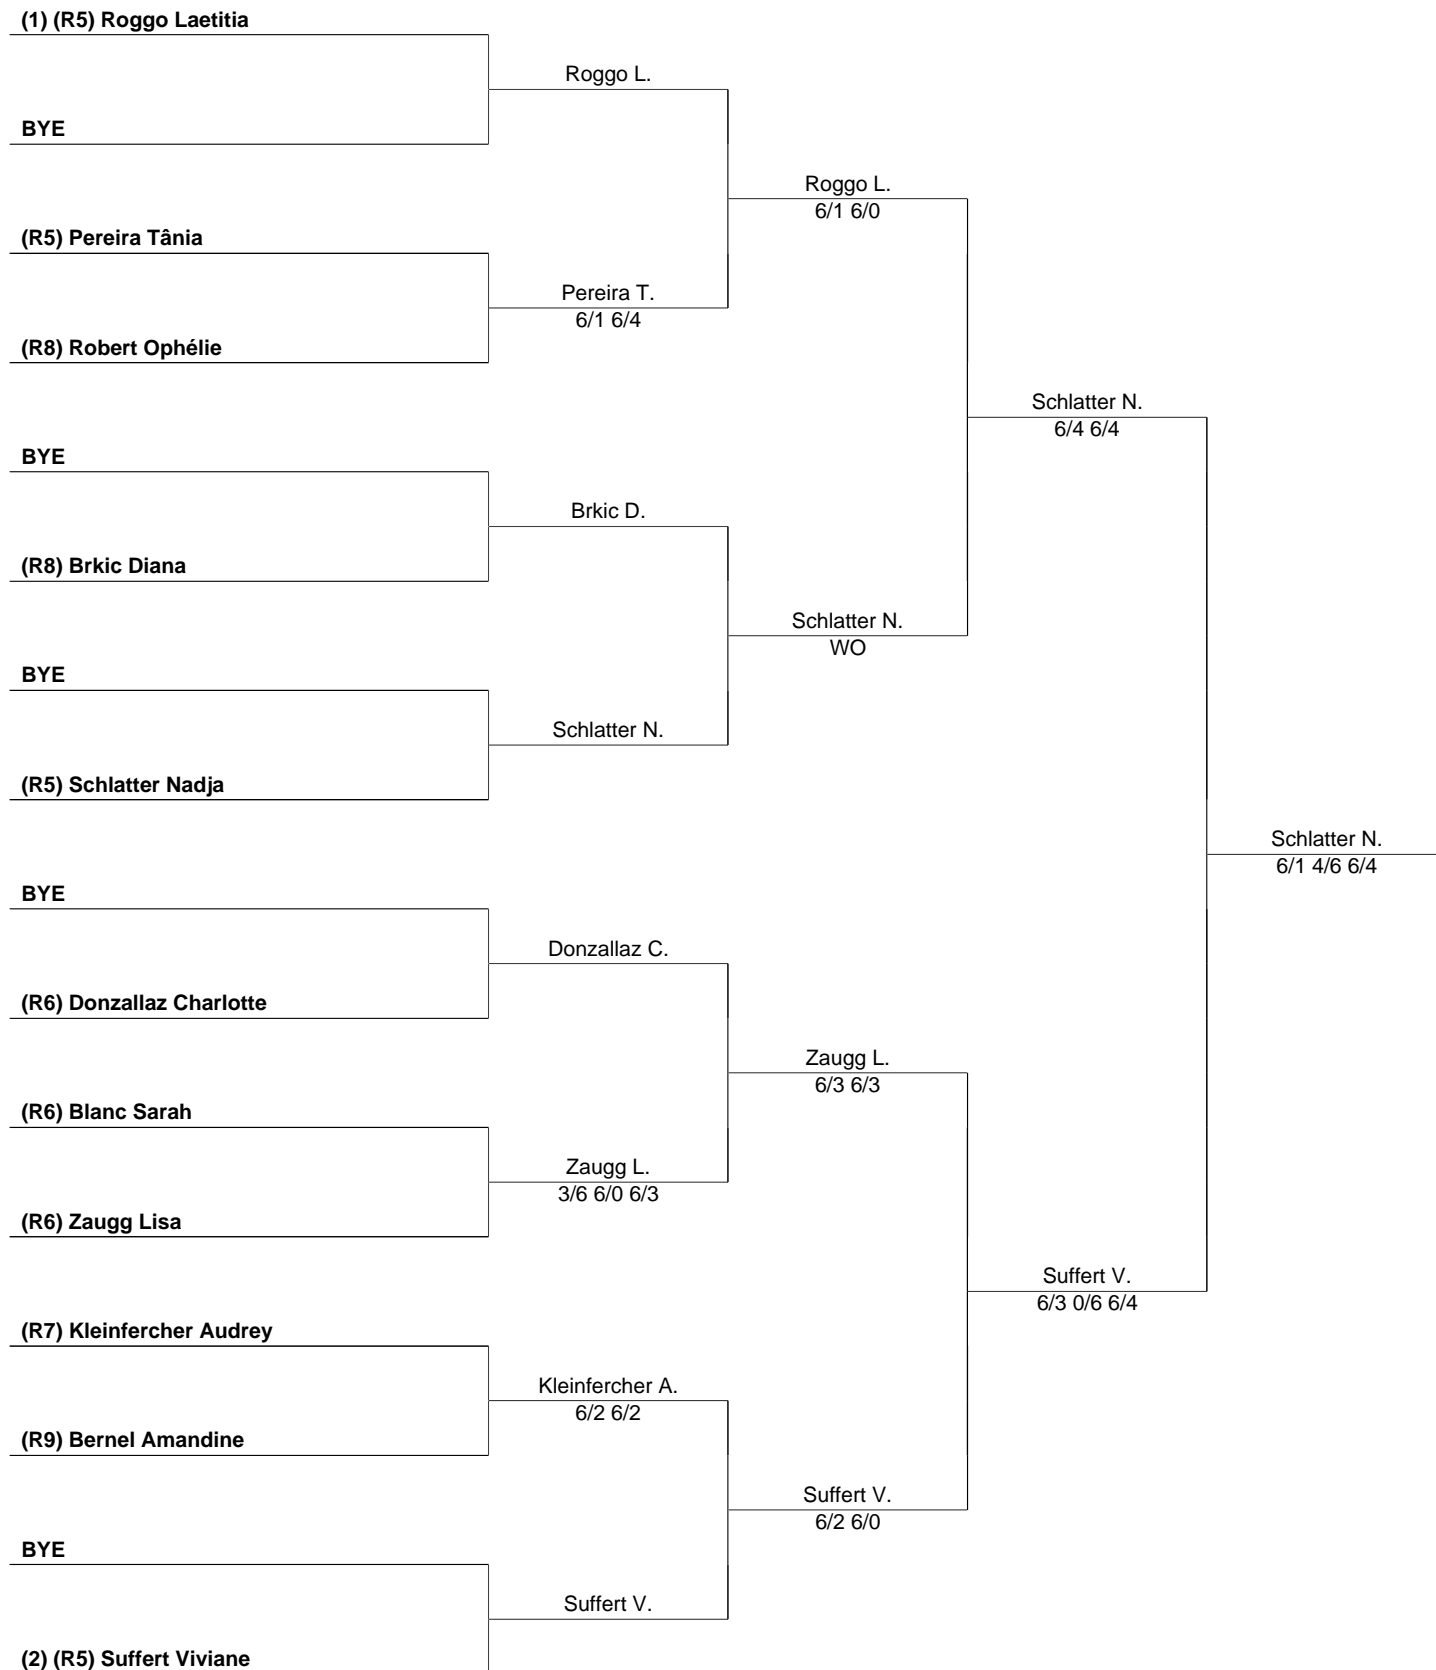 (1) (R5) Roggo Laetitia
Roggo L.
BYE
Roggo L.
6/1 6/0
(R5) Pereira Tânia
Pereira T.
6/1 6/4
(R8) Robert Ophélie
Schlatter N.
6/4 6/4
BYE
Brkic D.
(R8) Brkic Diana
Schlatter N.
WO
BYE
Schlatter N.
(R5) Schlatter Nadja
Schlatter N.
6/1 4/6 6/4
BYE
Donzallaz C.
(R6) Donzallaz Charlotte
Zaugg L.
6/3 6/3
(R6) Blanc Sarah
Zaugg L.
3/6 6/0 6/3
(R6) Zaugg Lisa
Suffert V.
6/3 0/6 6/4
(R7) Kleinfercher Audrey
Kleinfercher A.
6/2 6/2
(R9) Bernel Amandine
Suffert V.
6/2 6/0
BYE
Suffert V.
(2) (R5) Suffert Viviane